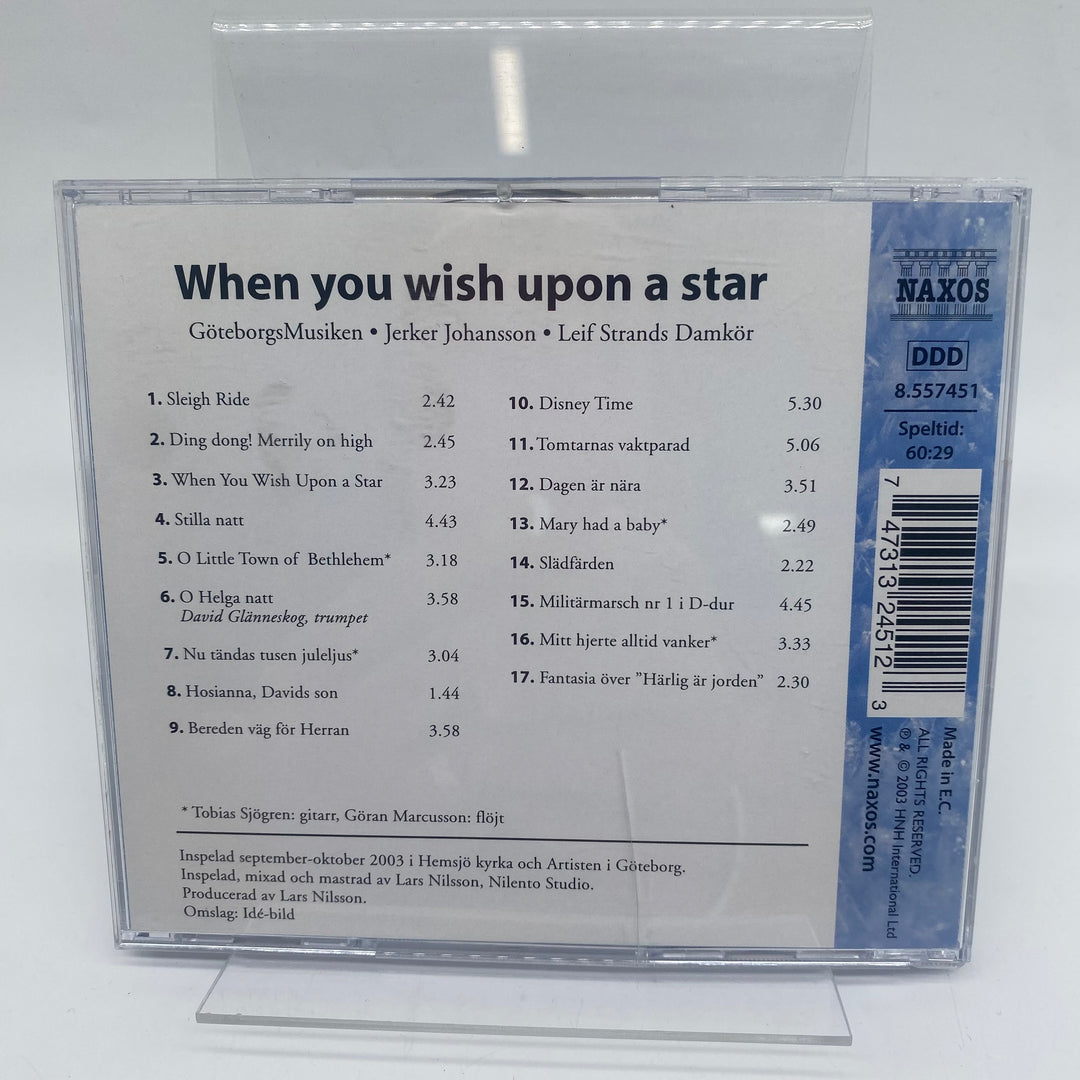 When you wish upon a star
GöteborgsMusiken • Jerker Johansson • Leif Strands Damkör
1. Sleigh Ride 2.42
2. Ding dong! Merrily on high 2.45
3. When You Wish Upon a Star 3.23
4. Stilla natt 4.43
5. O Little Town of Bethlehem* 3.18
6. O Helga natt 3.58
David Glänneskog, trumpet
7. Nu tändas tusen juleljus* 3.04
8. Hosianna, Davids son 1.44
9. Bereden väg för Herran 3.58
10. Disney Time 5.30
11. Tomtarnas vaktparad 5.06
12. Dagen är nära 3.51
13. Mary had a baby* 2.49
14. Slädfärden 2.22
15. Militärmarsch nr 1 i D-dur 4.45
16. Mitt hjerte alltid vanker* 3.33
17. Fantasia över ”Härlig är jorden” 2.30
* Tobias Sjögren: gitarr, Göran Marcusson: flöjt
Inspelad september-oktober 2003 i Hemsjö kyrka och Artisten i Göteborg.
Inspelad, mixad och mastrad av Lars Nilsson, Nilento Studio.
Producerad av Lars Nilsson.
Omslag: Idé-bild
NAXOS
DDD
8.557451
Speltid:
60:29
7 47313 24512 3
Made in E.C.
ALL RIGHTS RESERVED.
℗ & © 2003 HNH International Ltd
www.naxos.com